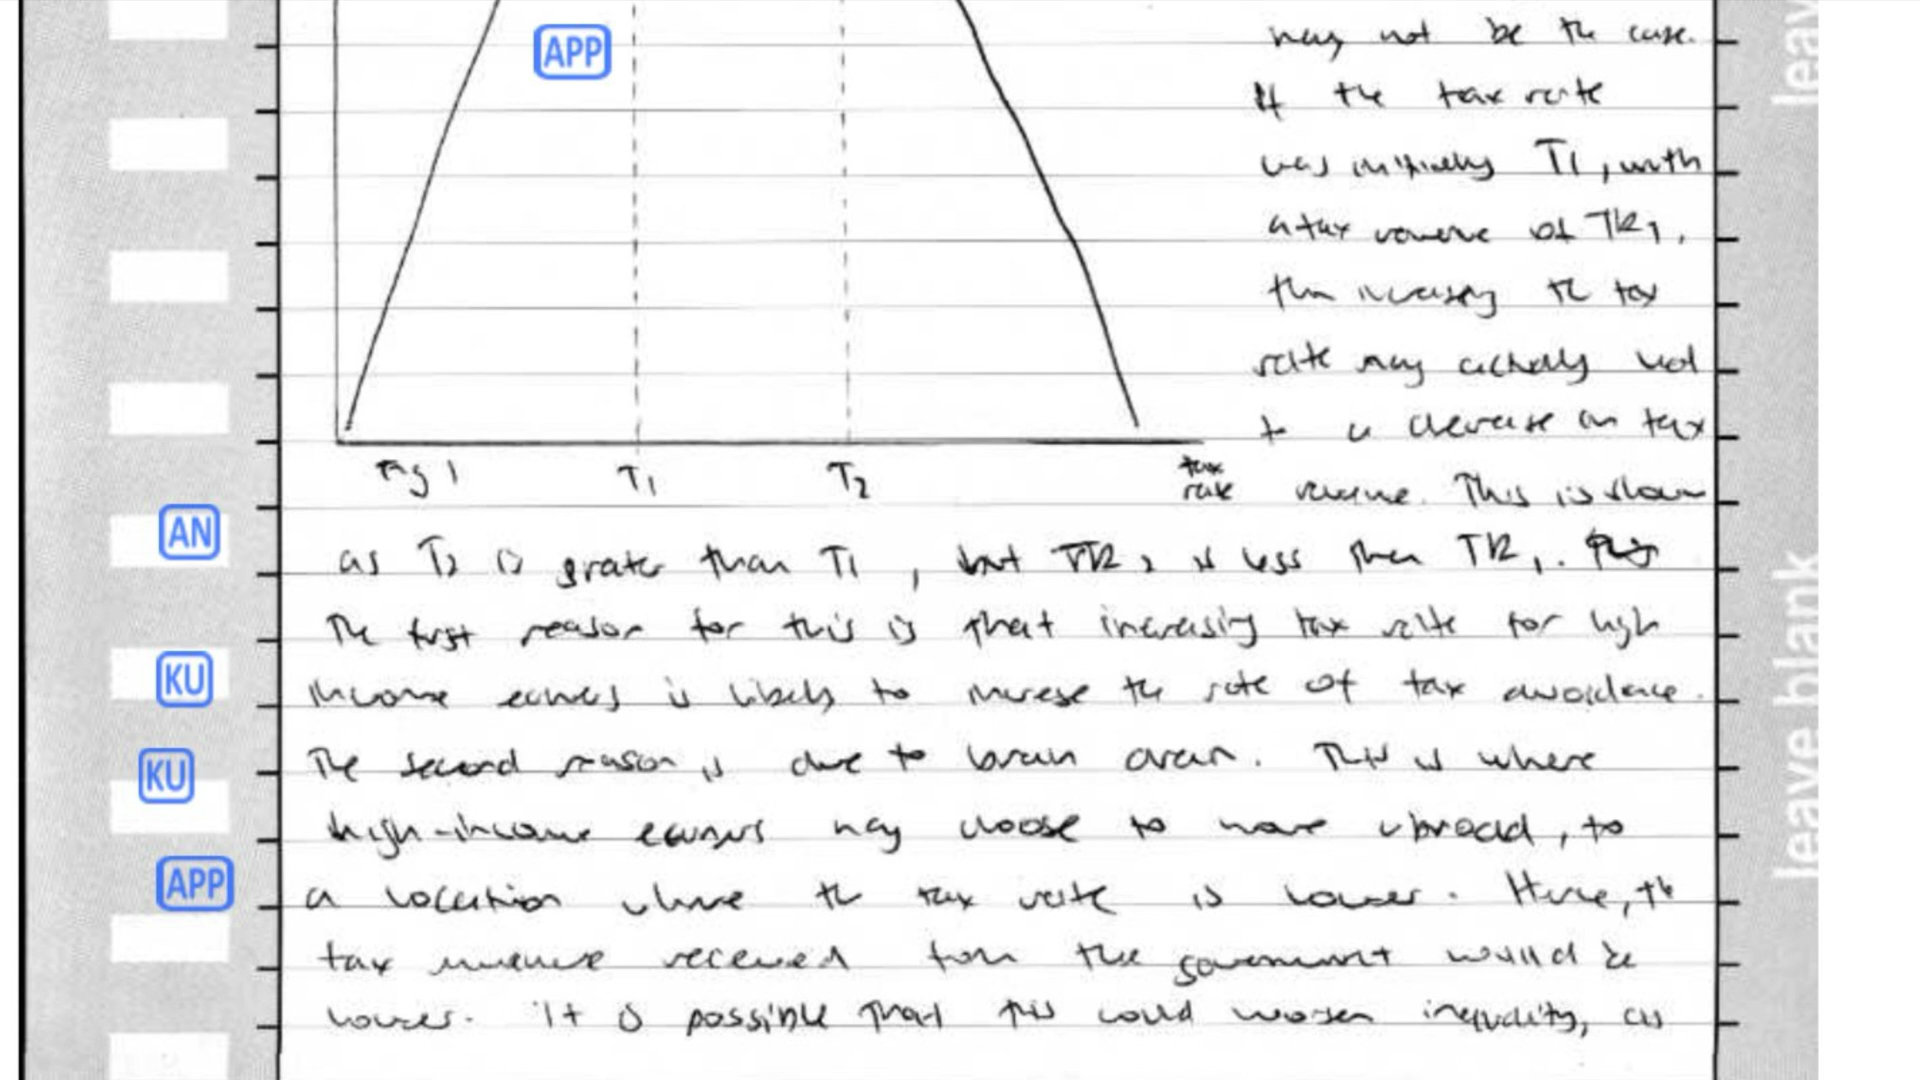 may not be the case.
APP
If the tax rate
was initially T1, with
a tax revenue of TR1,
then increasing the tax
rate may actually lead
to a decrease in tax
Fig 1 T1 T2 tax rate
revenue. This is shown
AN
as T2 is greater than T1, but TR2 is less than TR1.
The first reason for this is that increasing tax rate for high
KU
income earners is likely to increase the rate of tax avoidance.
KU
The second reason is due to brain drain. This is where
high-income earners may choose to move abroad, to
APP
a location where the tax rate is lower. Hence, the
tax revenue received from the government would be
lower. It is possible that this could worsen inequality, as
leave blank
leav